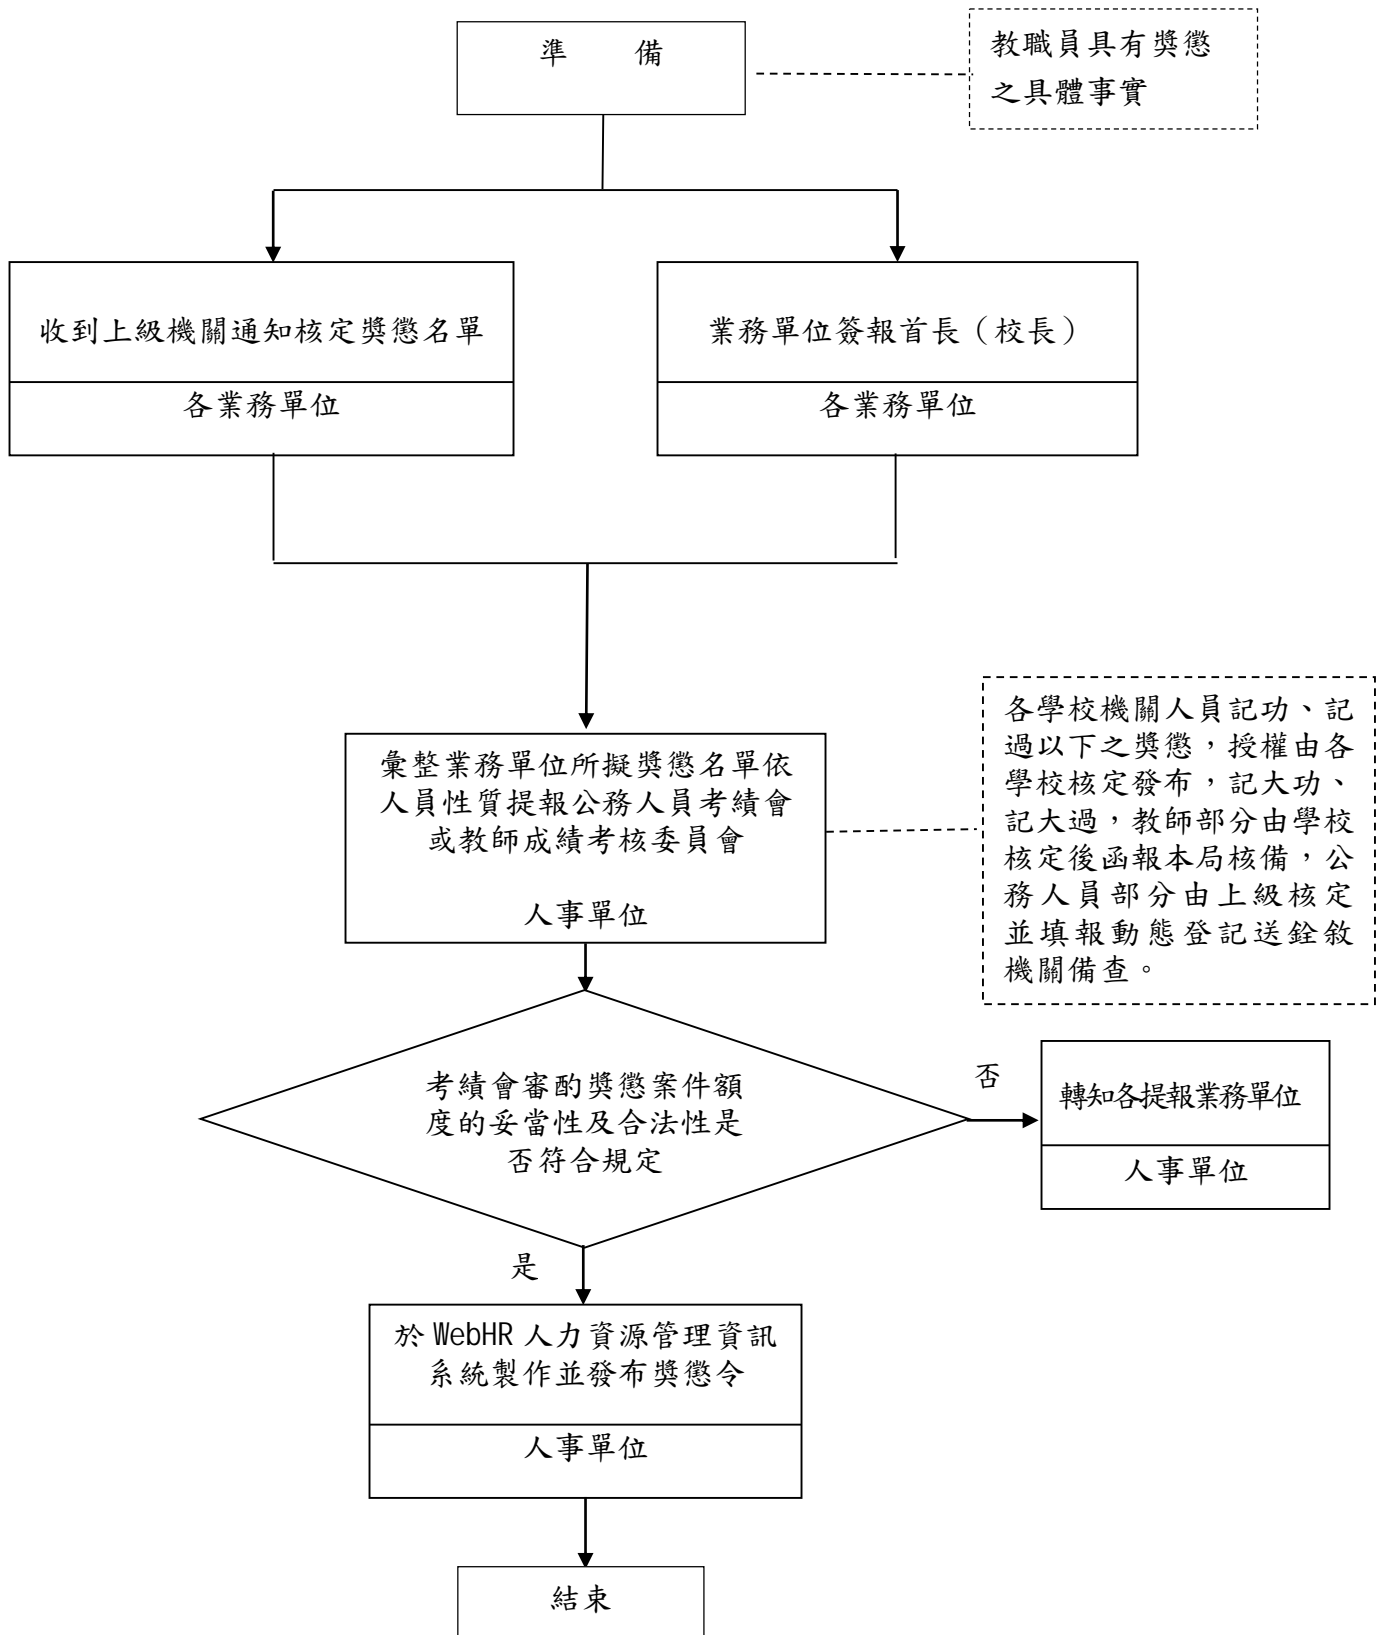 準　　備
教職員具有獎懲
之具體事實
收到上級機關通知核定獎懲名單
各業務單位
業務單位簽報首長（校長）
各業務單位
彙整業務單位所擬獎懲名單依
人員性質提報公務人員考績會
或教師成績考核委員會
人事單位
各學校機關人員記功、記
過以下之獎懲，授權由各
學校核定發布，記大功、
記大過，教師部分由學校
核定後函報本局核備，公
務人員部分由上級核定
並填報動態登記送銓敘
機關備查。
考績會審酌獎懲案件額
度的妥當性及合法性是
否符合規定
否
轉知各提報業務單位
人事單位
是
於 WebHR 人力資源管理資訊
系統製作並發布獎懲令
人事單位
結束